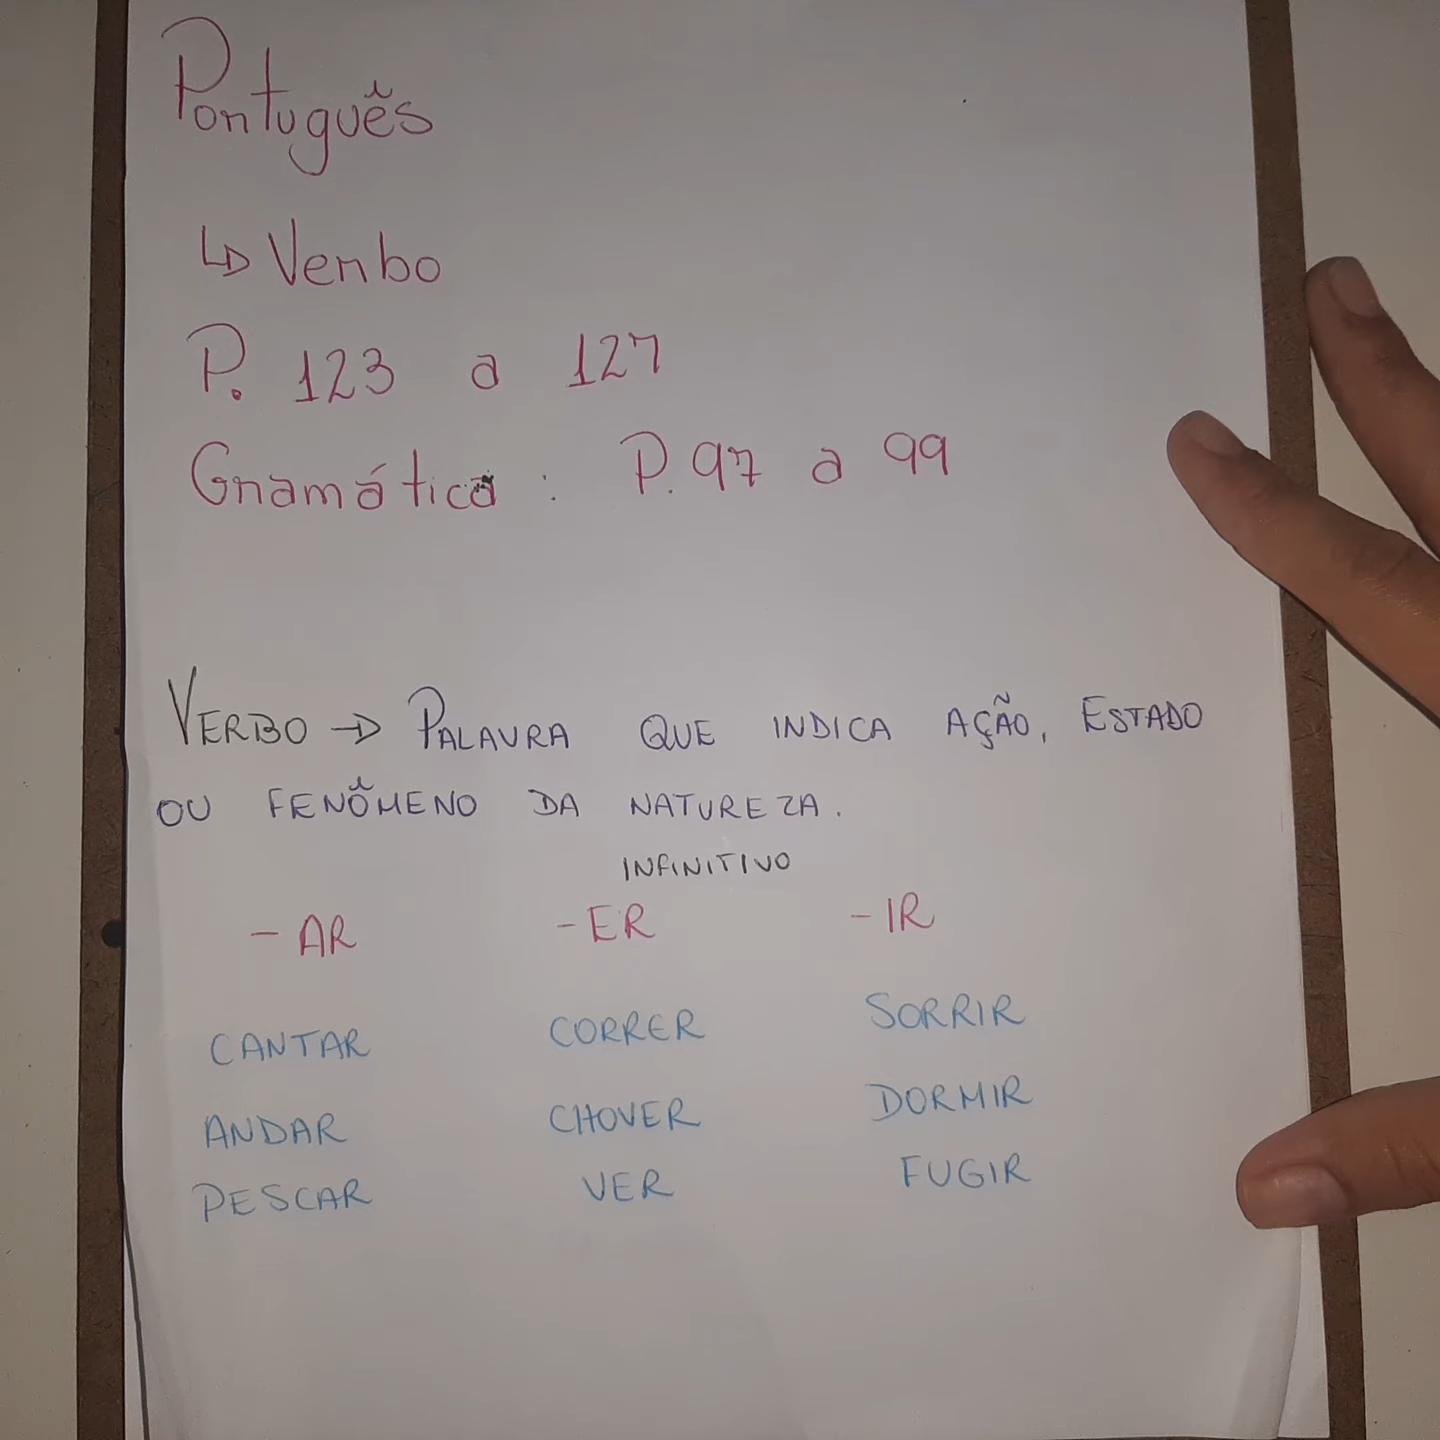 Português
↳ Verbo
P. 123 a 127
Gramática : P. 97 a 99
VERBO → PALAVRA QUE INDICA AÇÃO, ESTADO
OU FENÔMENO DA NATUREZA.
INFINITIVO
- AR - ER - IR
CANTAR CORRER SORRIR
ANDAR CHOVER DORMIR
PESCAR VER FUGIR